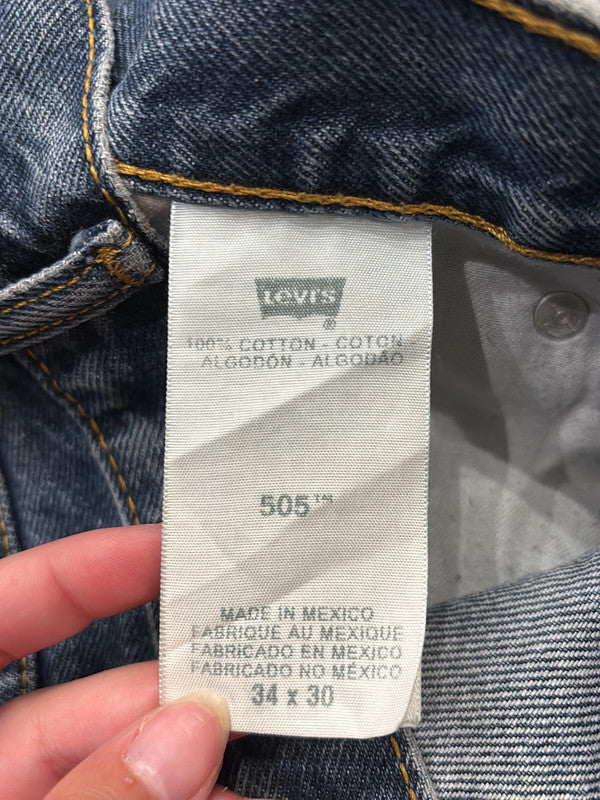 Levi's
®
100% COTTON - COTON -
ALGODÓN - ALGODÃO
505™
MADE IN MEXICO
FABRIQUE AU MEXIQUE
FABRICADO EN MEXICO
FABRICADO NO MÉXICO
34 x 30